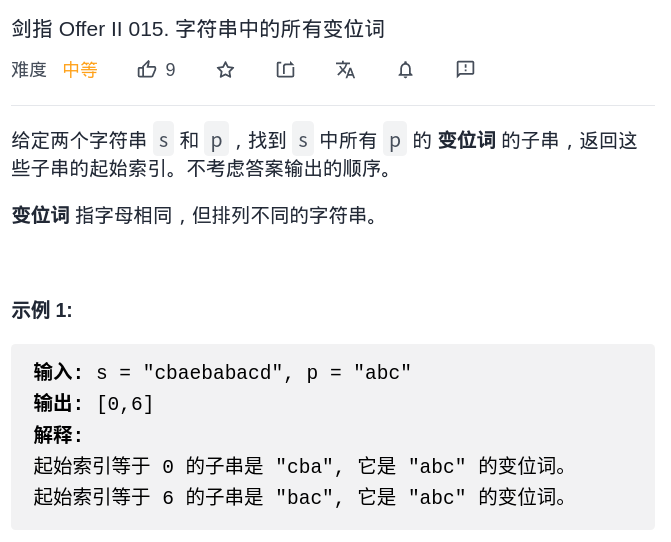 剑指 Offer II 015. 字符串中的所有变位词
难度 中等 9
给定两个字符串 s 和 p，找到 s 中所有 p 的 变位词 的子串，返回这
些子串的起始索引。不考虑答案输出的顺序。
变位词 指字母相同，但排列不同的字符串。
示例 1:
输入: s = "cbaebabacd", p = "abc"
输出: [0,6]
解释:
起始索引等于 0 的子串是 "cba", 它是 "abc" 的变位词。
起始索引等于 6 的子串是 "bac", 它是 "abc" 的变位词。